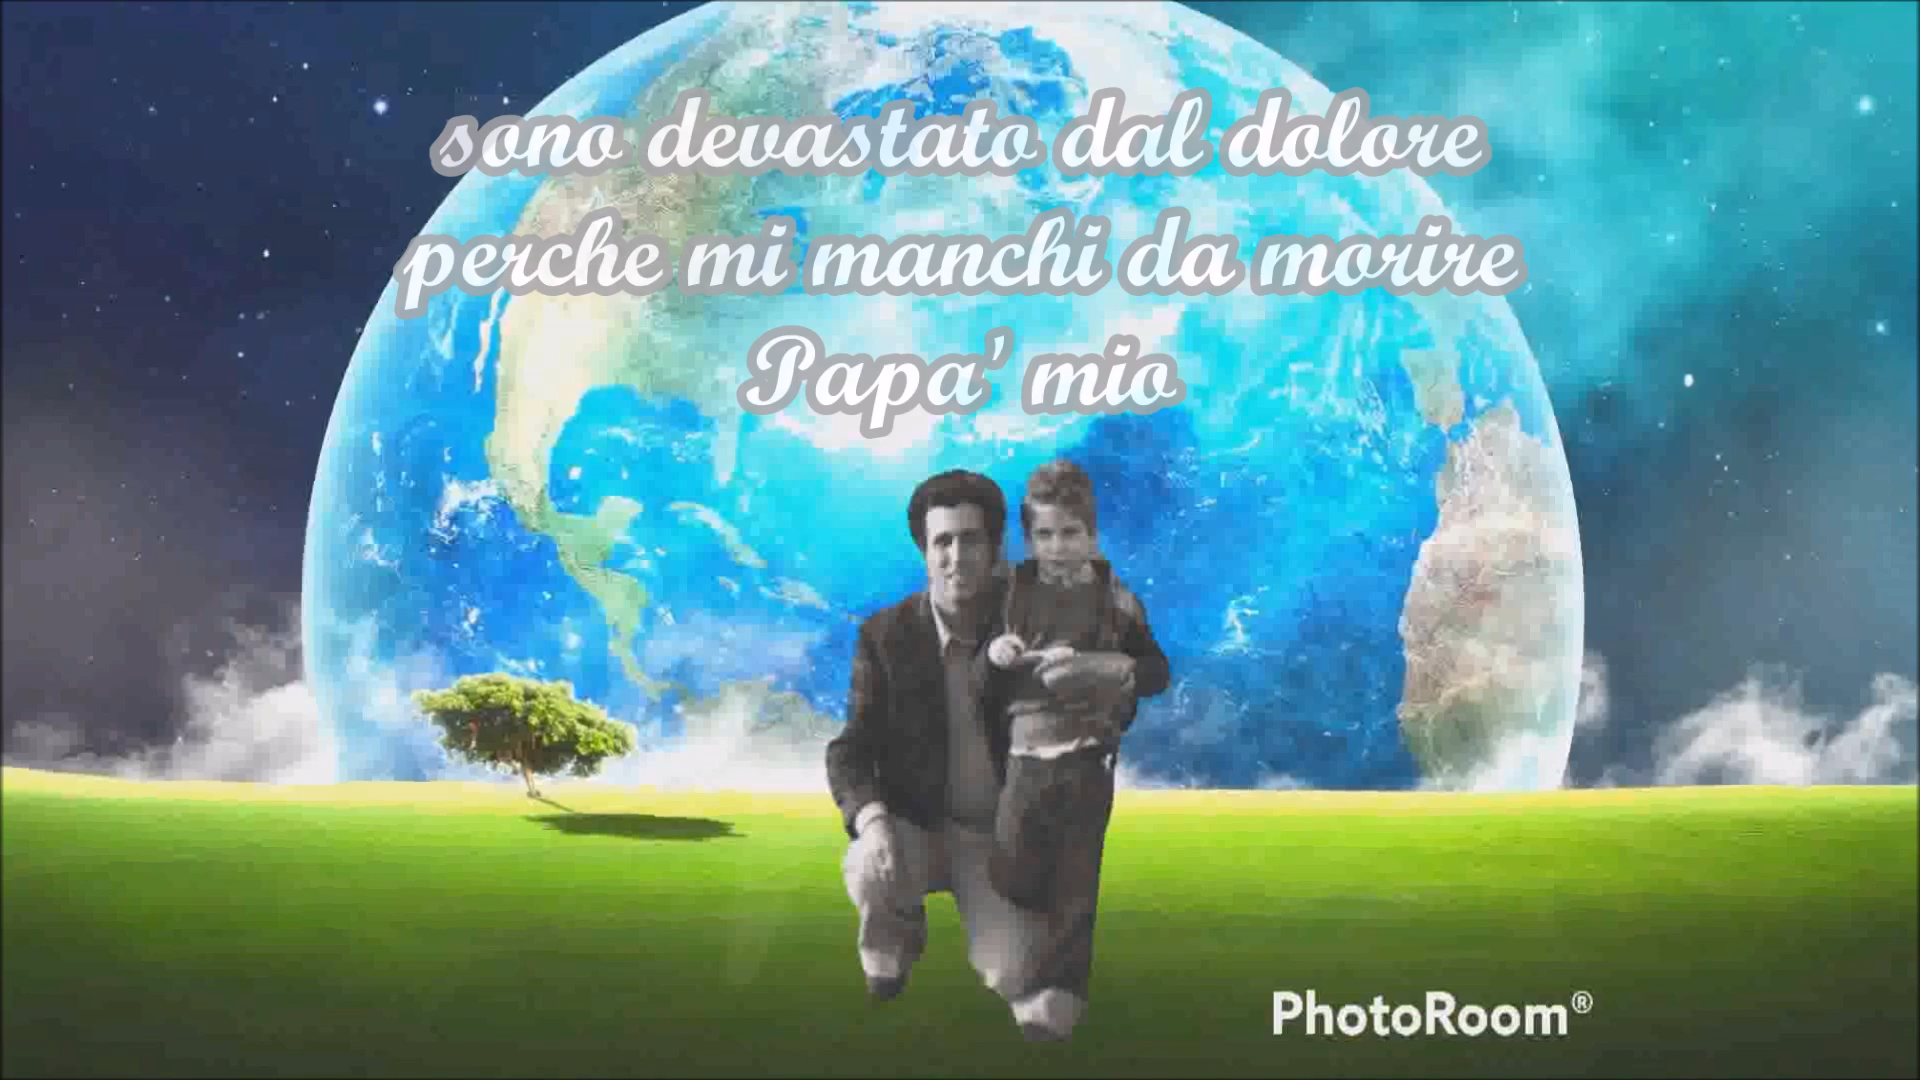 sono devastato dal dolore
perche mi manchi da morire
Papa' mio
PhotoRoom®